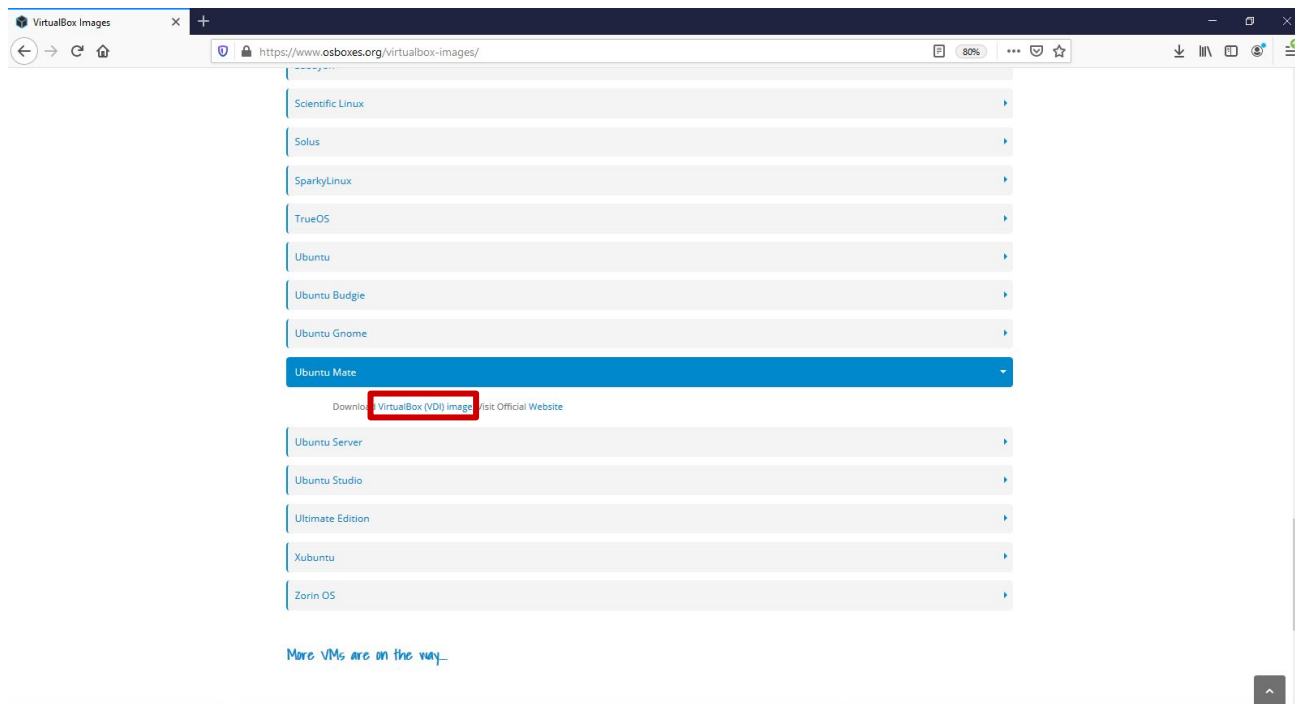 VirtualBox Images
https://www.osboxes.org/virtualbox-images/
80%
Scientific Linux
Solus
SparkyLinux
TrueOS
Ubuntu
Ubuntu Budgie
Ubuntu Gnome
Ubuntu Mate
VirtualBox (VDI) image Visit Official Website
Ubuntu Server
Ubuntu Studio
Ultimate Edition
Xubuntu
Zorin OS
More VMs are on the way...